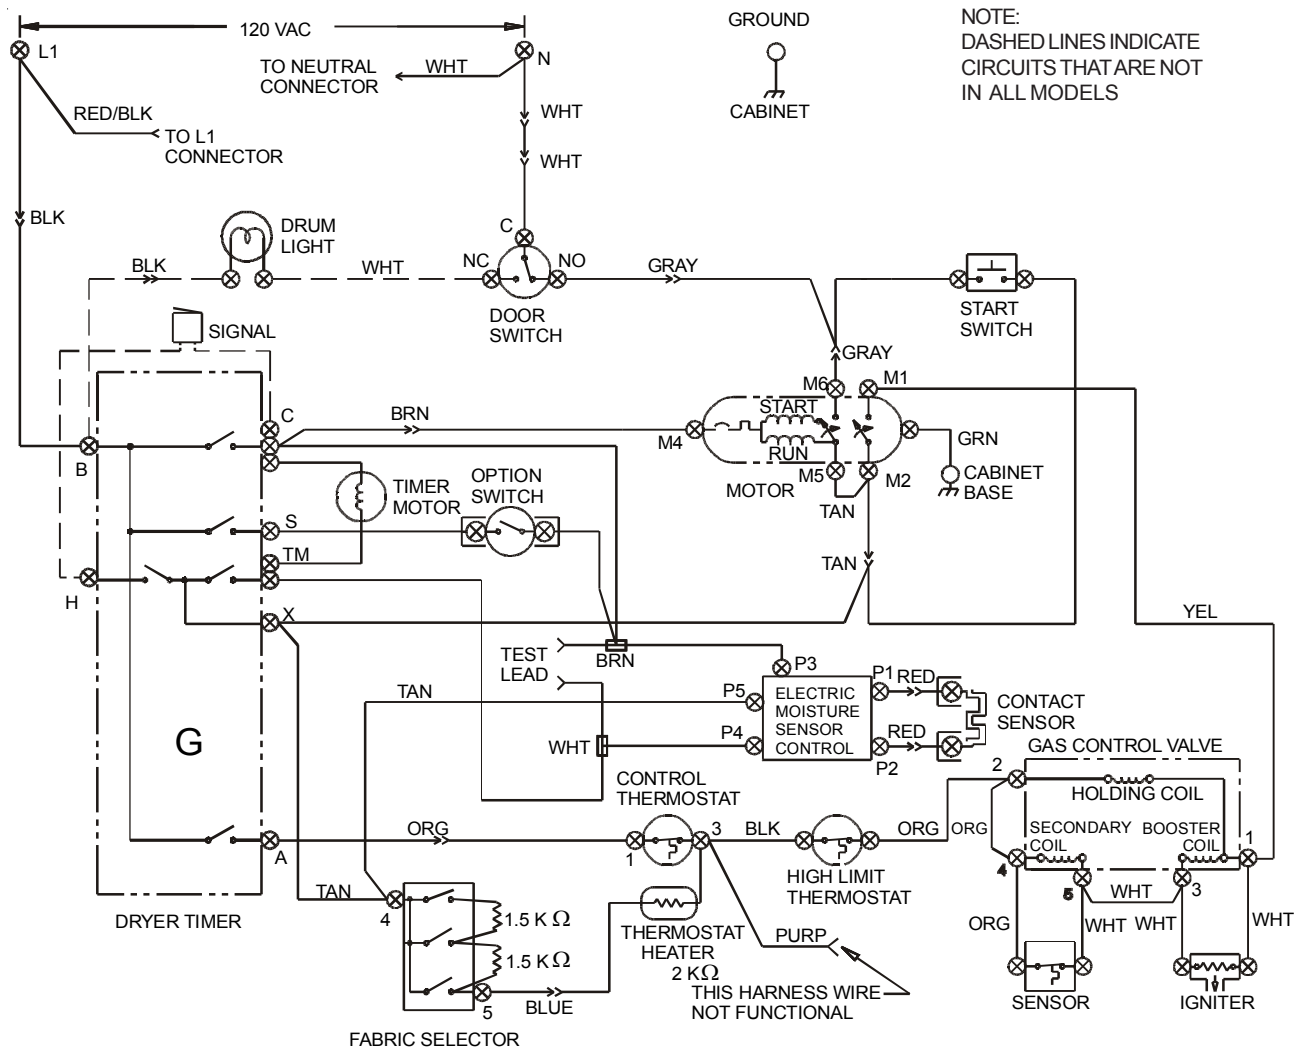 120 VAC
L1
N
GROUND
NOTE:
DASHED LINES INDICATE
CIRCUITS THAT ARE NOT
IN ALL MODELS
TO NEUTRAL
CONNECTOR
WHT
RED/BLK
TO L1
CONNECTOR
WHT
CABINET
WHT
BLK
DRUM
LIGHT
C
BLK
WHT
NC
NO
GRAY
DOOR
SWITCH
START
SWITCH
SIGNAL
GRAY
M6
M1
C
BRN
START
M4
RUN
GRN
B
M5
M2
MOTOR
CABINET
BASE
TIMER
MOTOR
OPTION
SWITCH
TAN
S
TM
TAN
H
X
YEL
TEST
LEAD
BRN
P3
P1
RED
TAN
P5
ELECTRIC
MOISTURE
SENSOR
CONTROL
CONTACT
SENSOR
G
WHT
P4
RED
P2
GAS CONTROL VALVE
2
CONTROL
THERMOSTAT
HOLDING COIL
ORG
3
BLK
ORG
ORG
SECONDARY
COIL
BOOSTER
COIL
1
A
1
HIGH LIMIT
THERMOSTAT
4
5
WHT
3
TAN
4
1.5 K Ω
DRYER TIMER
THERMOSTAT
HEATER
2 KΩ
PURP
ORG
WHT
WHT
WHT
1.5 K Ω
THIS HARNESS WIRE
NOT FUNCTIONAL
5
BLUE
SENSOR
IGNITER
FABRIC SELECTOR